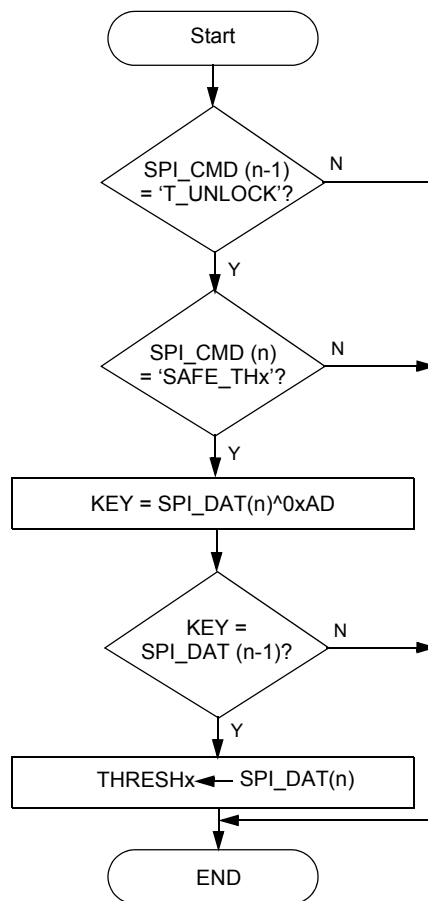 Start
SPI_CMD (n-1)
= ‘T_UNLOCK’?
N
Y
SPI_CMD (n)
= ‘SAFE_THx’?
N
Y
KEY = SPI_DAT(n)^0xAD
KEY =
SPI_DAT (n-1)?
N
Y
THRESHx SPI_DAT(n)
END